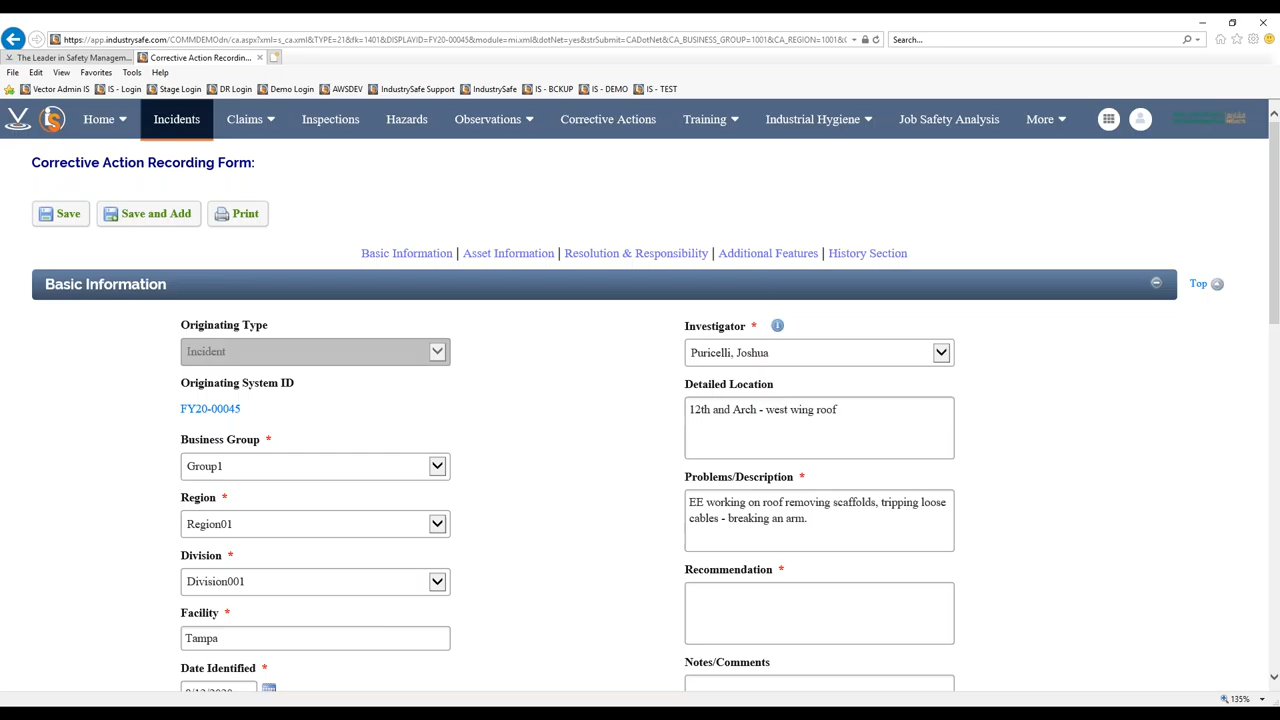 https://app.industrysafe.com/COMMDEMOdn/ca.aspx?xml=s_ca.xml&TYPE=21&fk=1401&DISPLAYID=FY20-00045&module=mi.xml&dotNet=yes&strSubmit=CADotNet&CA_BUSINESS_GROUP=1001&CA_REGION=1001&
Search...
The Leader in Safety Managem...
Corrective Action Recordin...
File Edit View Favorites Tools Help
Vector Admin IS IS - Login Stage Login DR Login Demo Login AWSDEV IndustrySafe Support IndustrySafe IS - BCKUP IS - DEMO IS - TEST
Home Incidents Claims Inspections Hazards Observations Corrective Actions Training Industrial Hygiene Job Safety Analysis More
Corrective Action Recording Form:
Save Save and Add Print
Basic Information | Asset Information | Resolution & Responsibility | Additional Features | History Section
Basic Information
Top
Originating Type
Incident
Originating System ID
FY20-00045
Business Group *
Group1
Region *
Region01
Division *
Division001
Facility *
Tampa
Date Identified *
Investigator *
Puricelli, Joshua
Detailed Location
12th and Arch - west wing roof
Problems/Description *
EE working on roof removing scaffolds, tripping loose
cables - breaking an arm.
Recommendation *
Notes/Comments
135%